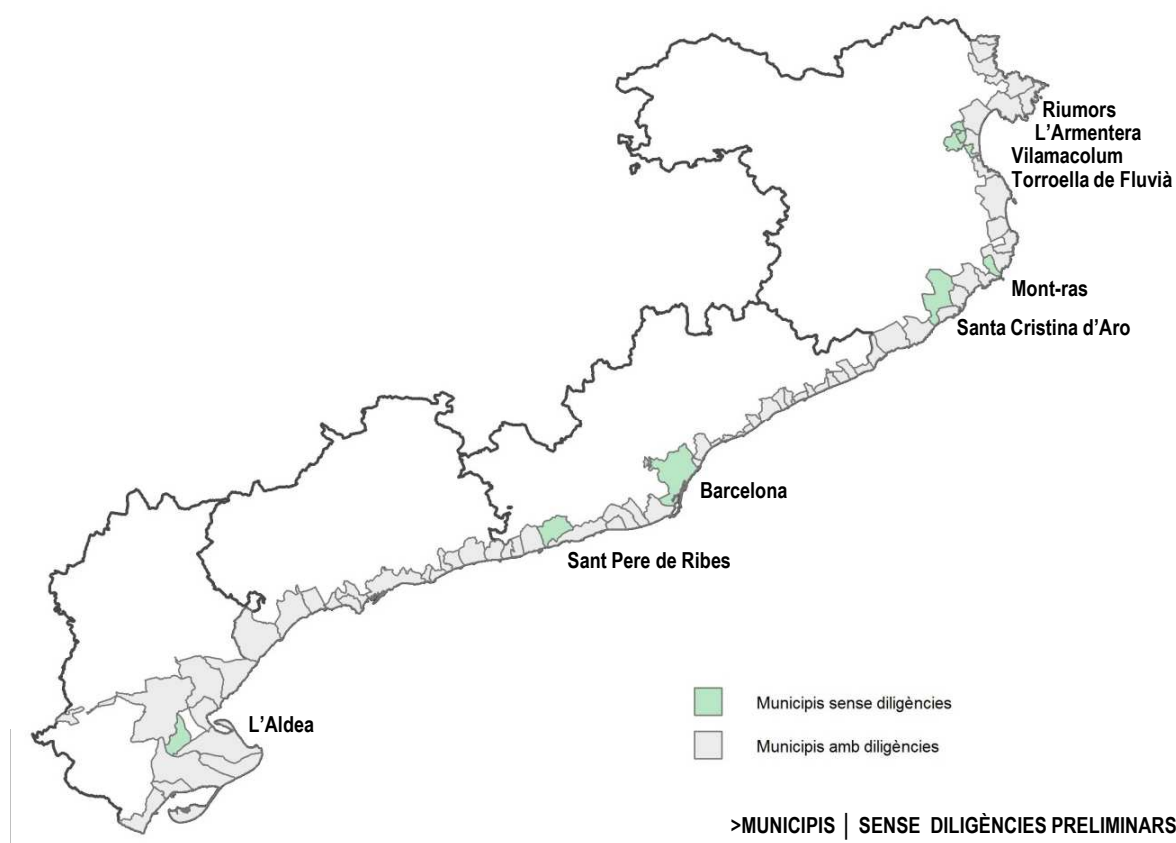 Riumors
L'Armentera
Vilamacolum
Torroella de Fluvià
Mont-ras
Santa Cristina d'Aro
Barcelona
Sant Pere de Ribes
L'Aldea
Municipis sense diligències
Municipis amb diligències
>MUNICIPIS | SENSE DILIGÈNCIES PRELIMINARS